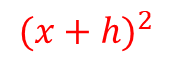 (x + h)²